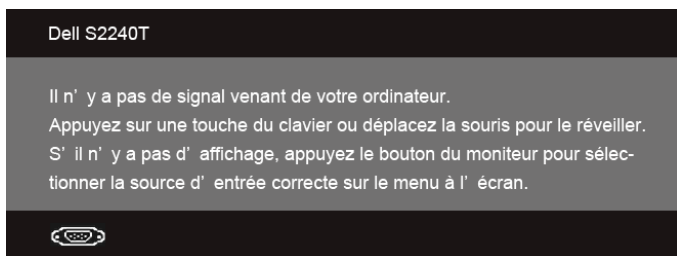 Dell S2240T
Il n' y a pas de signal venant de votre ordinateur.
Appuyez sur une touche du clavier ou déplacez la souris pour le réveiller.
S' il n' y a pas d' affichage, appuyez le bouton du moniteur pour sélec-
tionner la source d' entrée correcte sur le menu à l' écran.